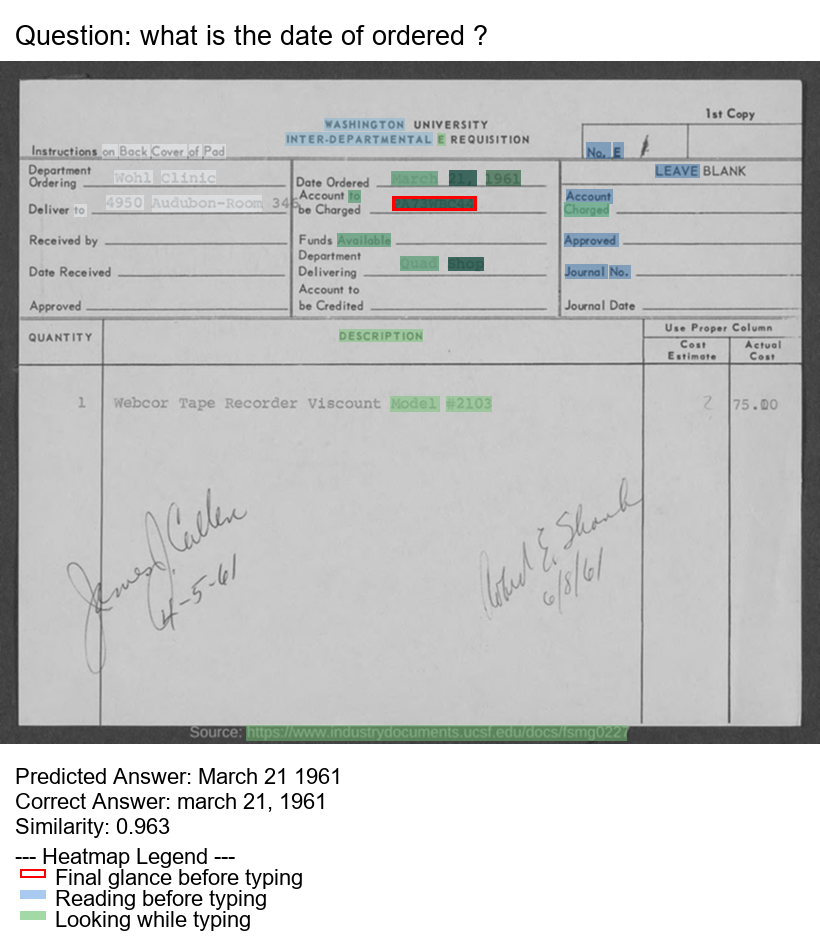 Question: what is the date of ordered ?
1st Copy
WASHINGTON UNIVERSITY
INTER-DEPARTMENTAL E REQUISITION
No. E 1
Instructions on Back Cover of Pad
Department Ordering Wohl Clinic
Deliver to 4950 Audubon-Room 346
Received by
Date Received
Approved
Date Ordered March 21, 1961
Account to be Charged
Funds Available
Department Delivering Quad Shop
Account to be Credited
LEAVE BLANK
Account Charged
Approved
Journal No.
Journal Date
QUANTITY DESCRIPTION Use Proper Column
Cost Estimate Actual Cost
1 Webcor Tape Recorder Viscount Model #2103 2 75.00
James J. Cullen
4-5-61
Robert E. Shank
6/8/61
Source: https://www.industrydocuments.ucsf.edu/docs/fsmg0227
Predicted Answer: March 21 1961
Correct Answer: march 21, 1961
Similarity: 0.963
--- Heatmap Legend ---
Final glance before typing
Reading before typing
Looking while typing